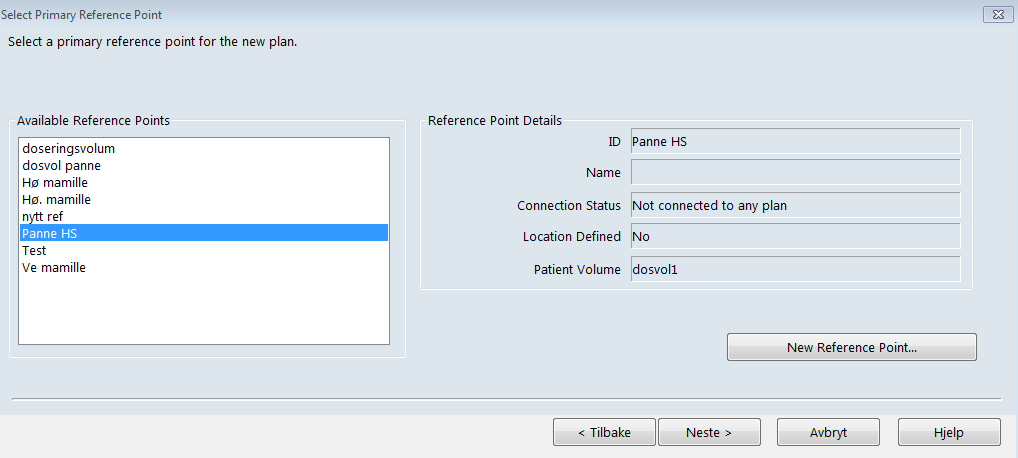 Select Primary Reference Point
Select a primary reference point for the new plan.
Available Reference Points
doseringsvolum
dosvol panne
Hø mamille
Hø. mamille
nytt ref
Panne HS
Test
Ve mamille
Reference Point Details
ID Panne HS
Name
Connection Status Not connected to any plan
Location Defined No
Patient Volume dosvol1
New Reference Point...
< Tilbake Neste > Avbryt Hjelp